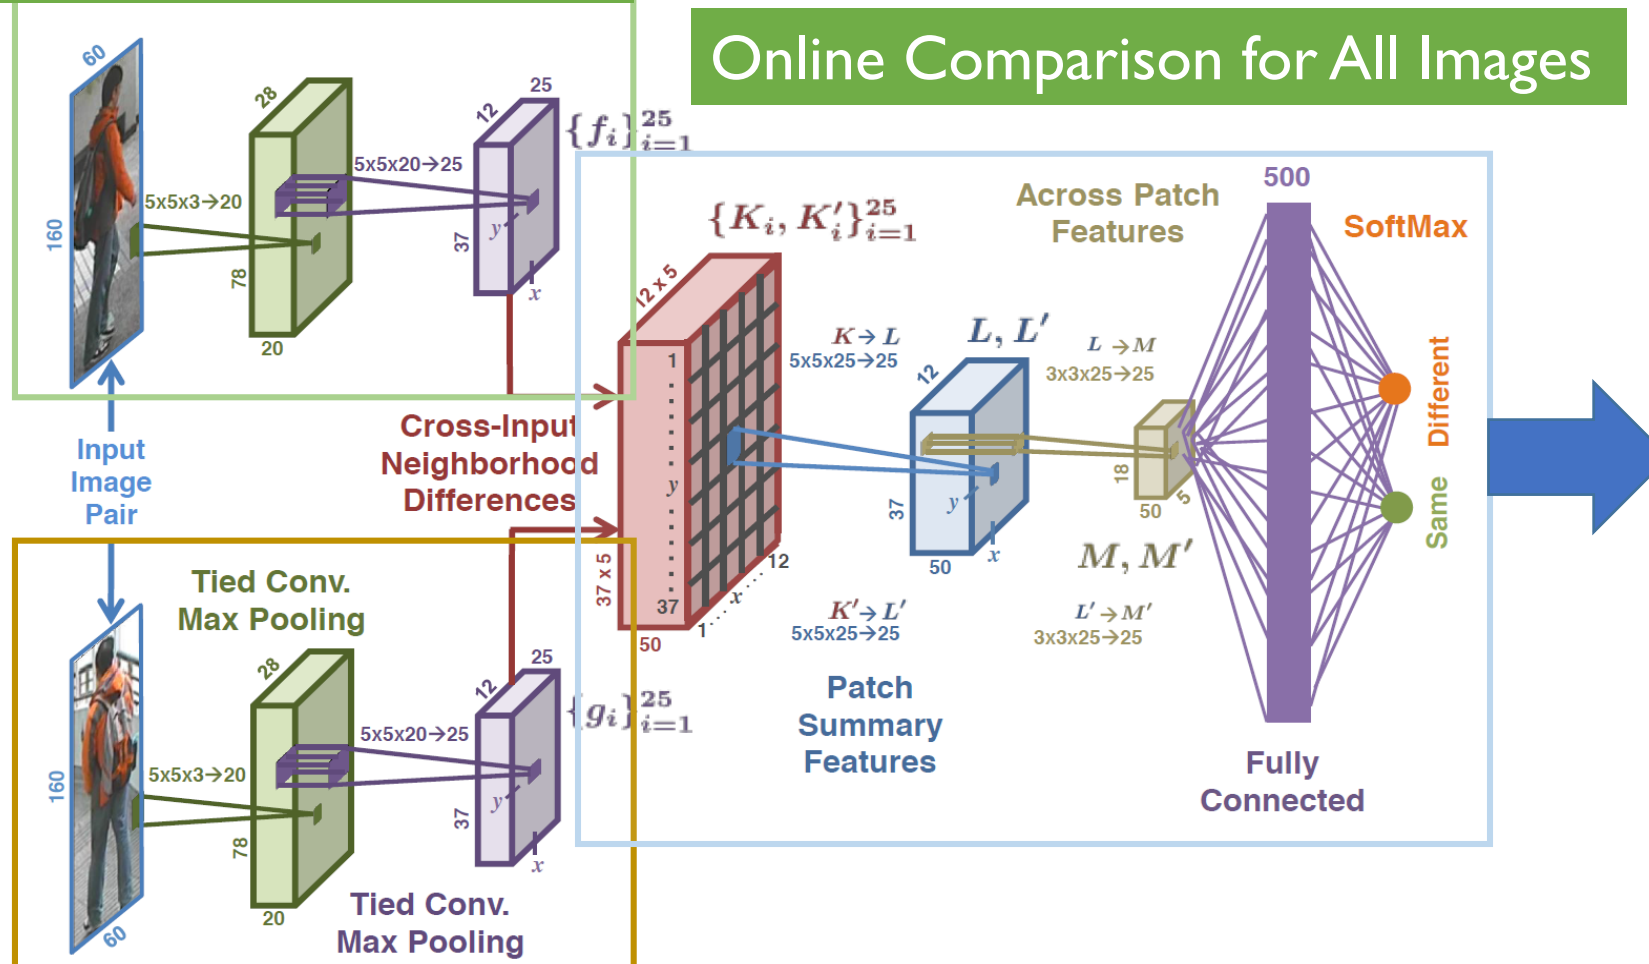 Online Comparison for All Images
60
160
5x5x3→20
28
78
20
5x5x20→25
12
25
37
y
x
{f_i}_{i=1}^{25}
Input
Image
Pair
Cross-Input
Neighborhood
Differences
{K_i, K'_i}_{i=1}^{25}
12 x 5
1
y
37
37 x 5
50
1
x
12
K → L
5x5x25→25
L, L'
12
37
y
x
50
K' → L'
5x5x25→25
Patch
Summary
Features
Across Patch
Features
L → M
3x3x25→25
18
50
5
M, M'
L' → M'
3x3x25→25
500
Fully
Connected
SoftMax
Different
Same
Tied Conv.
Max Pooling
160
60
5x5x3→20
28
78
20
5x5x20→25
12
25
37
y
x
{g_i}_{i=1}^{25}
Tied Conv.
Max Pooling